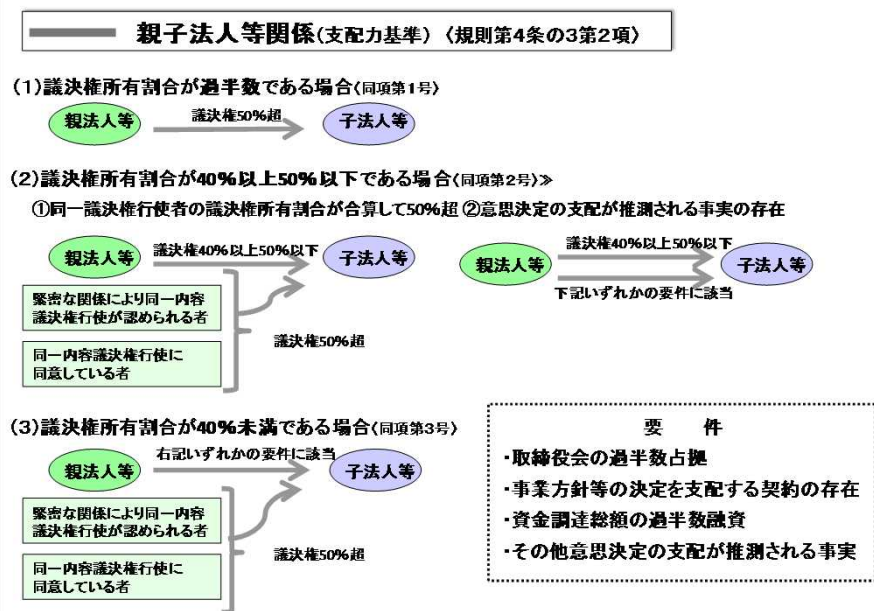 親子法人等関係(支配力基準)〈規則第4条の3第2項〉
(1)議決権所有割合が過半数である場合〈同項第1号〉
親法人等
議決権50%超
子法人等
(2)議決権所有割合が40%以上50%以下である場合〈同項第2号〉≫
①同一議決権行使者の議決権所有割合が合算して50%超 ②意思決定の支配が推測される事実の存在
親法人等
議決権40%以上50%以下
子法人等
緊密な関係により同一内容
議決権行使が認められる者
同一内容議決権行使に
同意している者
議決権50%超
親法人等
議決権40%以上50%以下
下記いずれかの要件に該当
子法人等
(3)議決権所有割合が40%未満である場合〈同項第3号〉
親法人等
右記いずれかの要件に該当
子法人等
緊密な関係により同一内容
議決権行使が認められる者
同一内容議決権行使に
同意している者
議決権50%超
要 件
・取締役会の過半数占拠
・事業方針等の決定を支配する契約の存在
・資金調達総額の過半数融資
・その他意思決定の支配が推測される事実